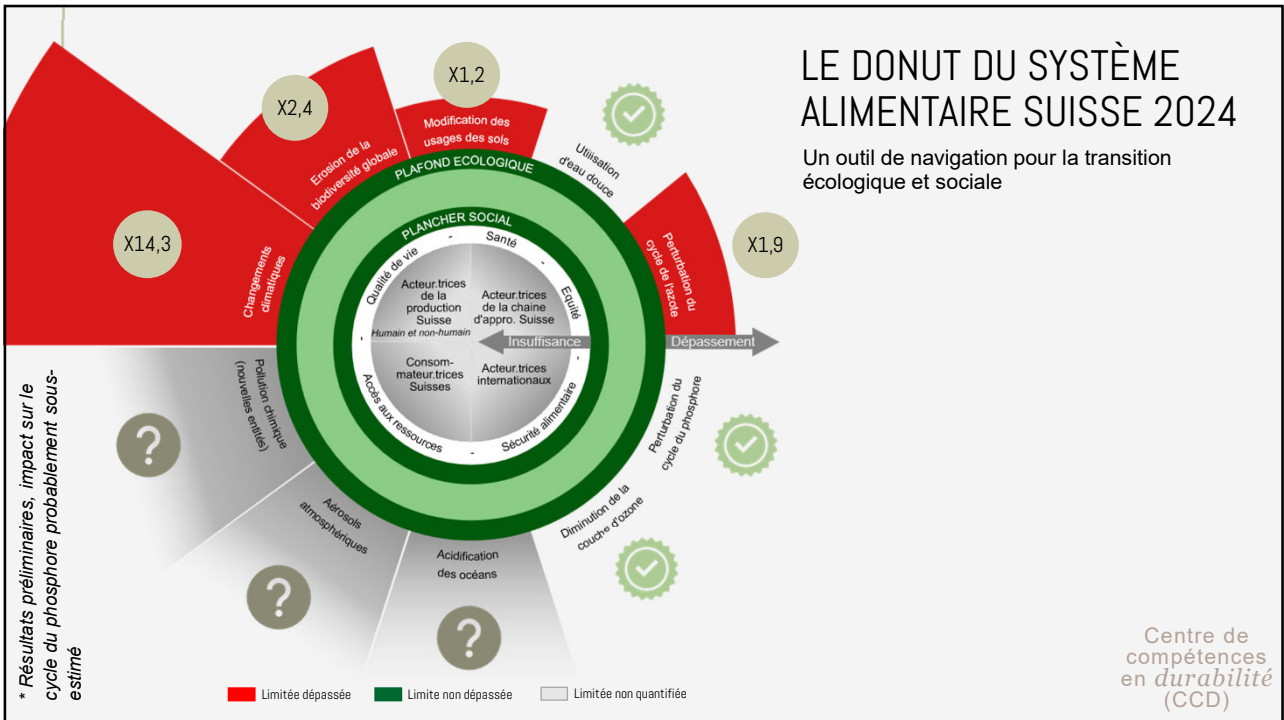 LE DONUT DU SYSTÈME
ALIMENTAIRE SUISSE 2024
Un outil de navigation pour la transition
écologique et sociale
X14,3
X2,4
X1,2
X1,9
Changements
climatiques
Erosion de la
biodiversité globale
Modification des
usages des sols
Utilisation
d'eau douce
Perturbation du
cycle de l'azote
Perturbation du
cycle du phosphore
Diminution de la
couche d'ozone
Acidification
des océans
?
Aérosols
atmosphériques
?
Pollution chimique
(nouvelles entités)
?
PLAFOND ECOLOGIQUE
PLANCHER SOCIAL
Qualité de vie
-
Santé
-
Equité
-
Sécurité alimentaire
-
Accès aux ressources
-
Acteur.trices
de la
production
Suisse
Humain et non-humain
Acteur.trices
de la chaine
d'appro. Suisse
Consom-
mateur.trices
Suisses
Acteur.trices
internationaux
Insuffisance
Dépassement
* Résultats préliminaires, impact sur le
cycle du phosphore probablement sous-
estimé
Limitée dépassée
Limite non dépassée
Limitée non quantifiée
Centre de
compétences
en durabilité
(CCD)